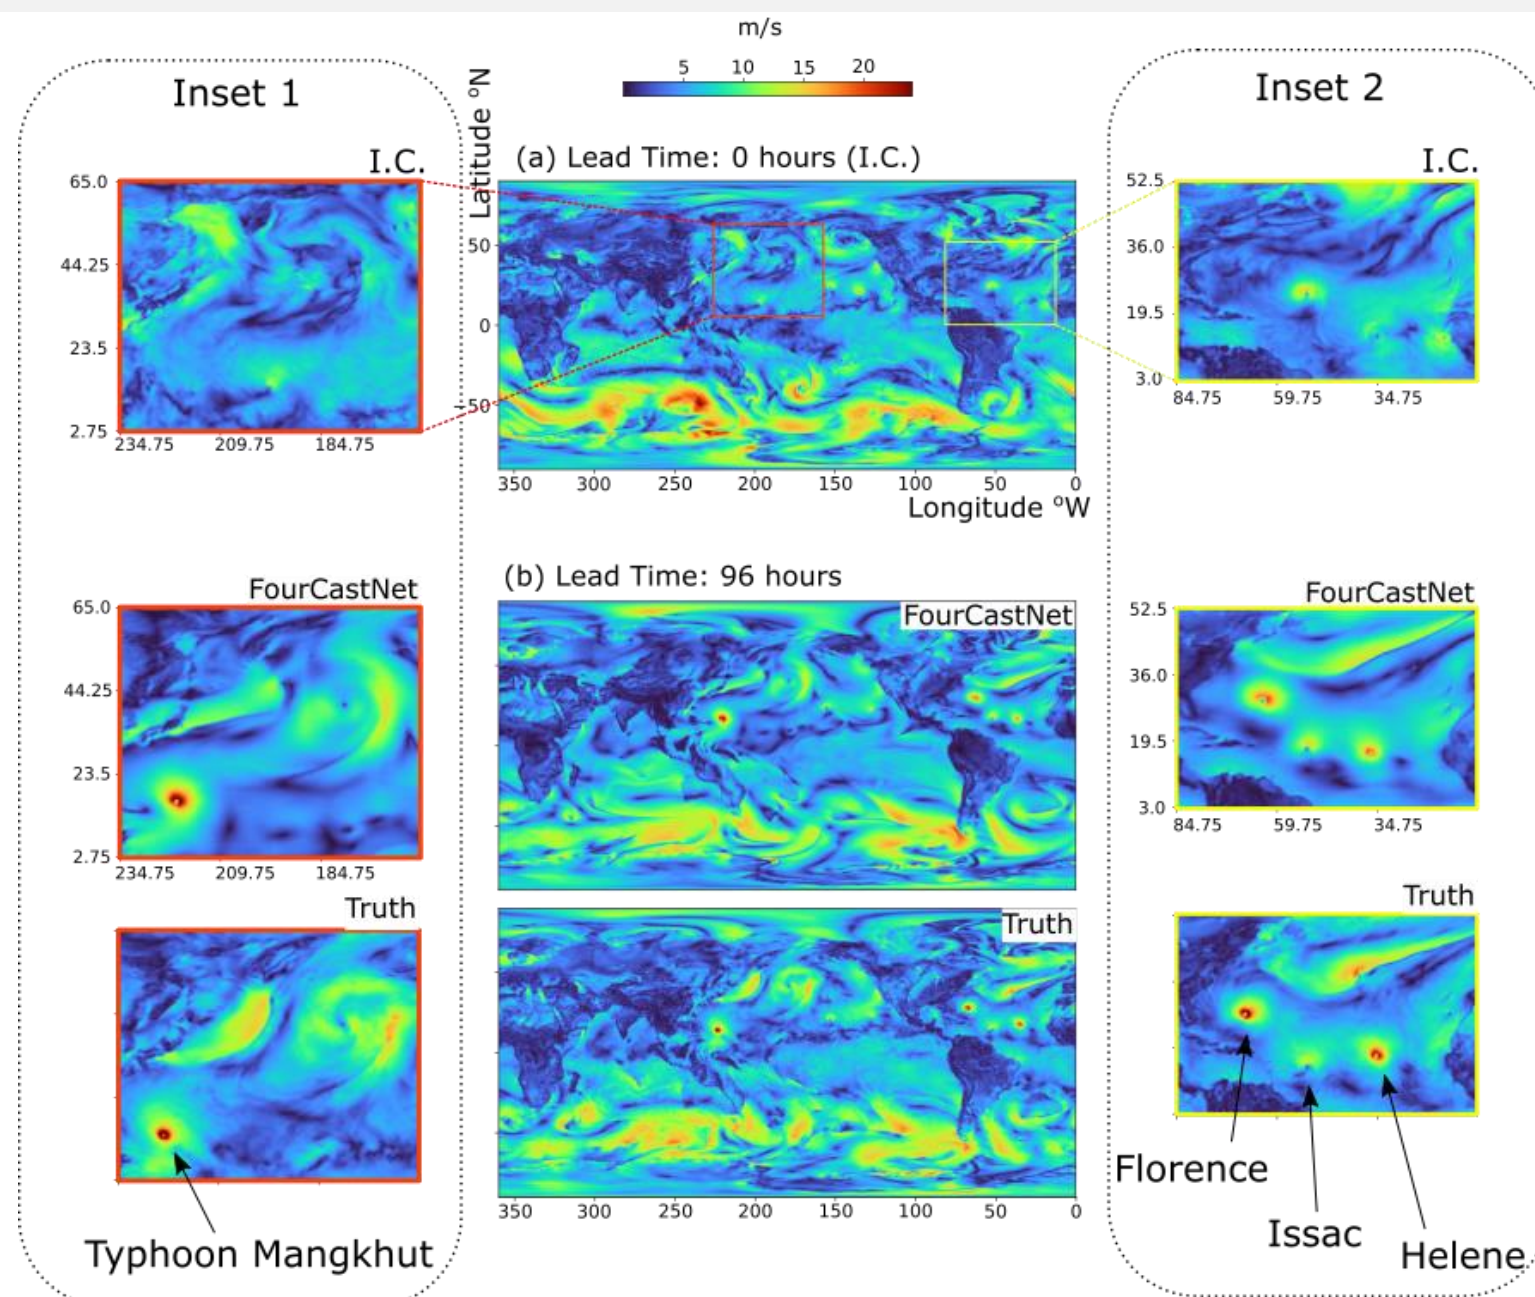 m/s
5 10 15 20
Inset 1
Inset 2
Latitude °N
(a) Lead Time: 0 hours (I.C.)
I.C.
65.0
44.25
23.5
2.75
234.75 209.75 184.75
50
0
−50
350 300 250 200 150 100 50 0
Longitude °W
I.C.
52.5
36.0
19.5
3.0
84.75 59.75 34.75
(b) Lead Time: 96 hours
FourCastNet
65.0
44.25
23.5
2.75
234.75 209.75 184.75
FourCastNet
FourCastNet
52.5
36.0
19.5
3.0
84.75 59.75 34.75
Truth
Truth
Truth
350 300 250 200 150 100 50 0
Typhoon Mangkhut
Florence
Issac
Helene